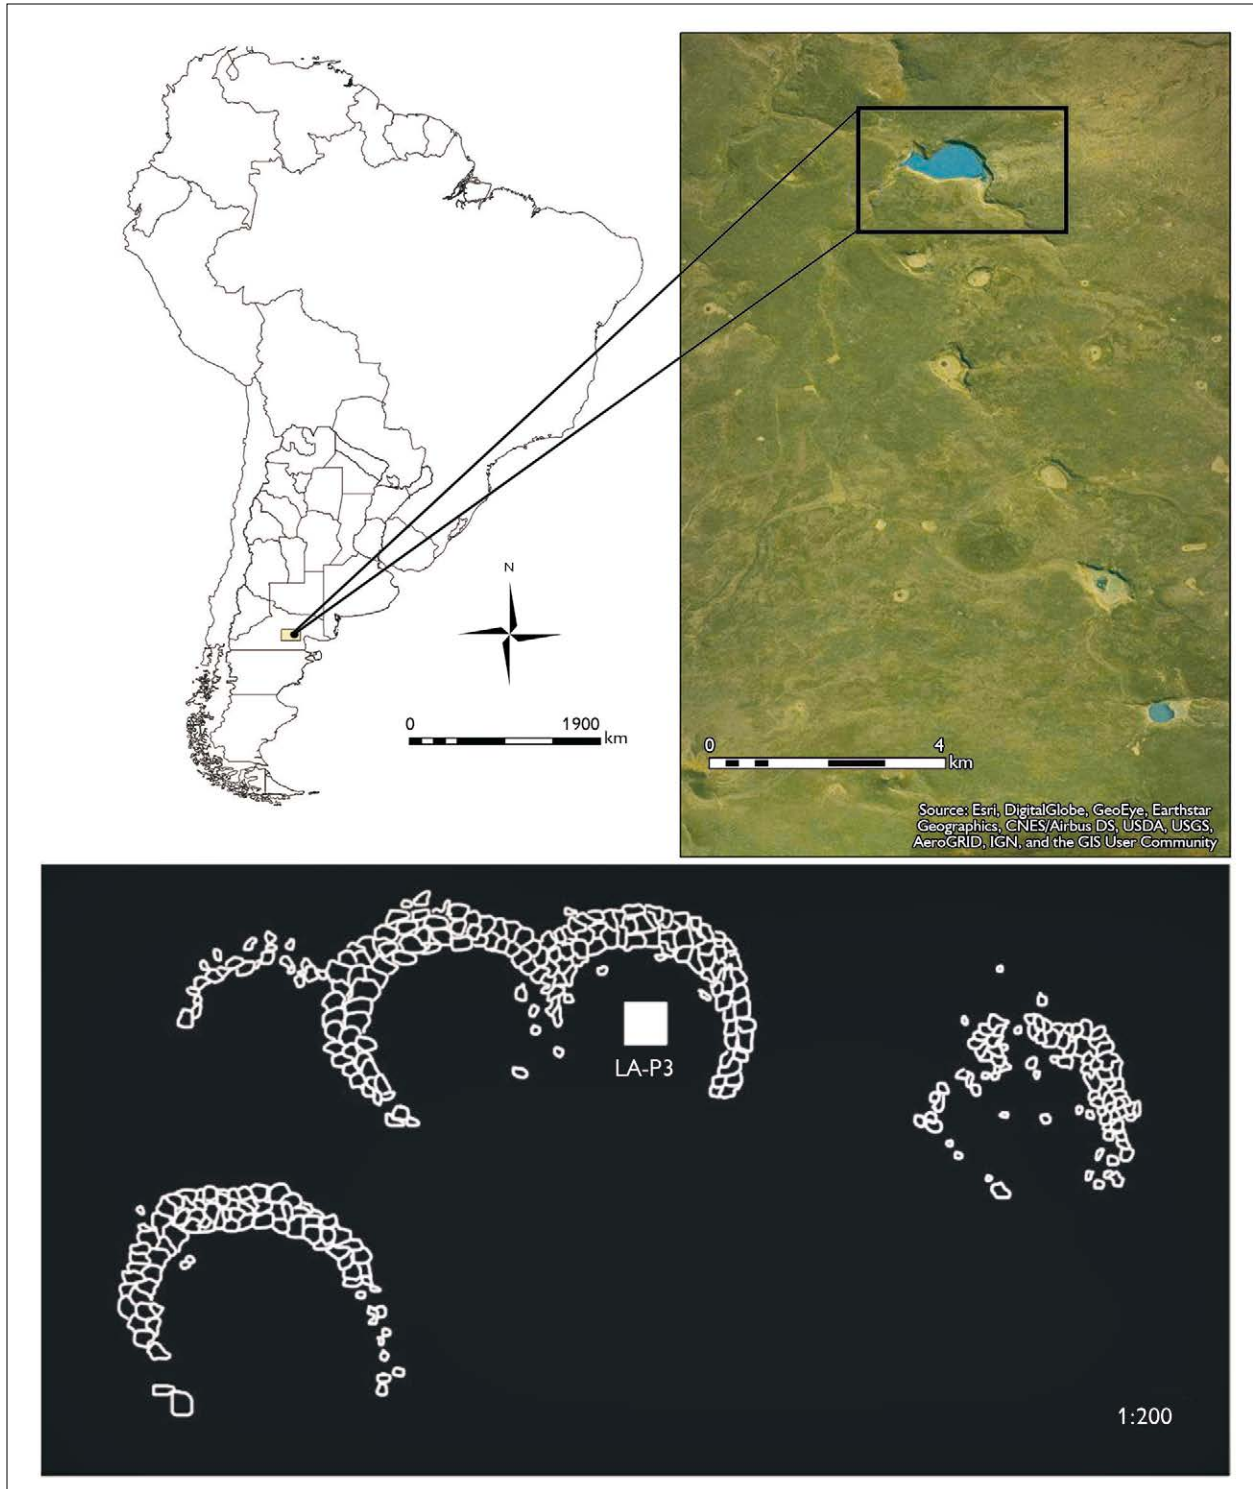 N
0 1900
km
0 4
km
Source: Esri, DigitalGlobe, GeoEye, Earthstar
Geographics, CNES/Airbus DS, USDA, USGS,
AeroGRID, IGN, and the GIS User Community
LA-P3
1:200